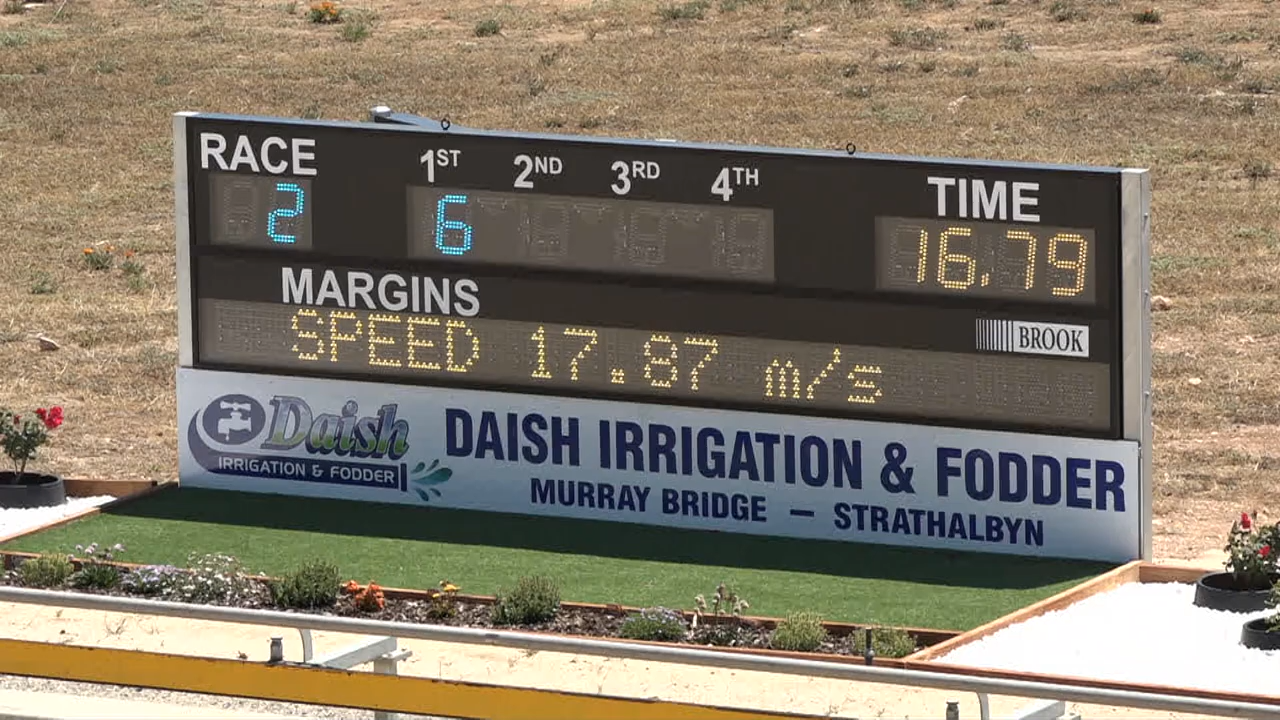 RACE 1ST 2ND 3RD 4TH TIME
2 6 16.79
MARGINS
BROOK
SPEED 17.87 m/s
Daish
IRRIGATION & FODDER
DAISH IRRIGATION & FODDER
MURRAY BRIDGE — STRATHALBYN